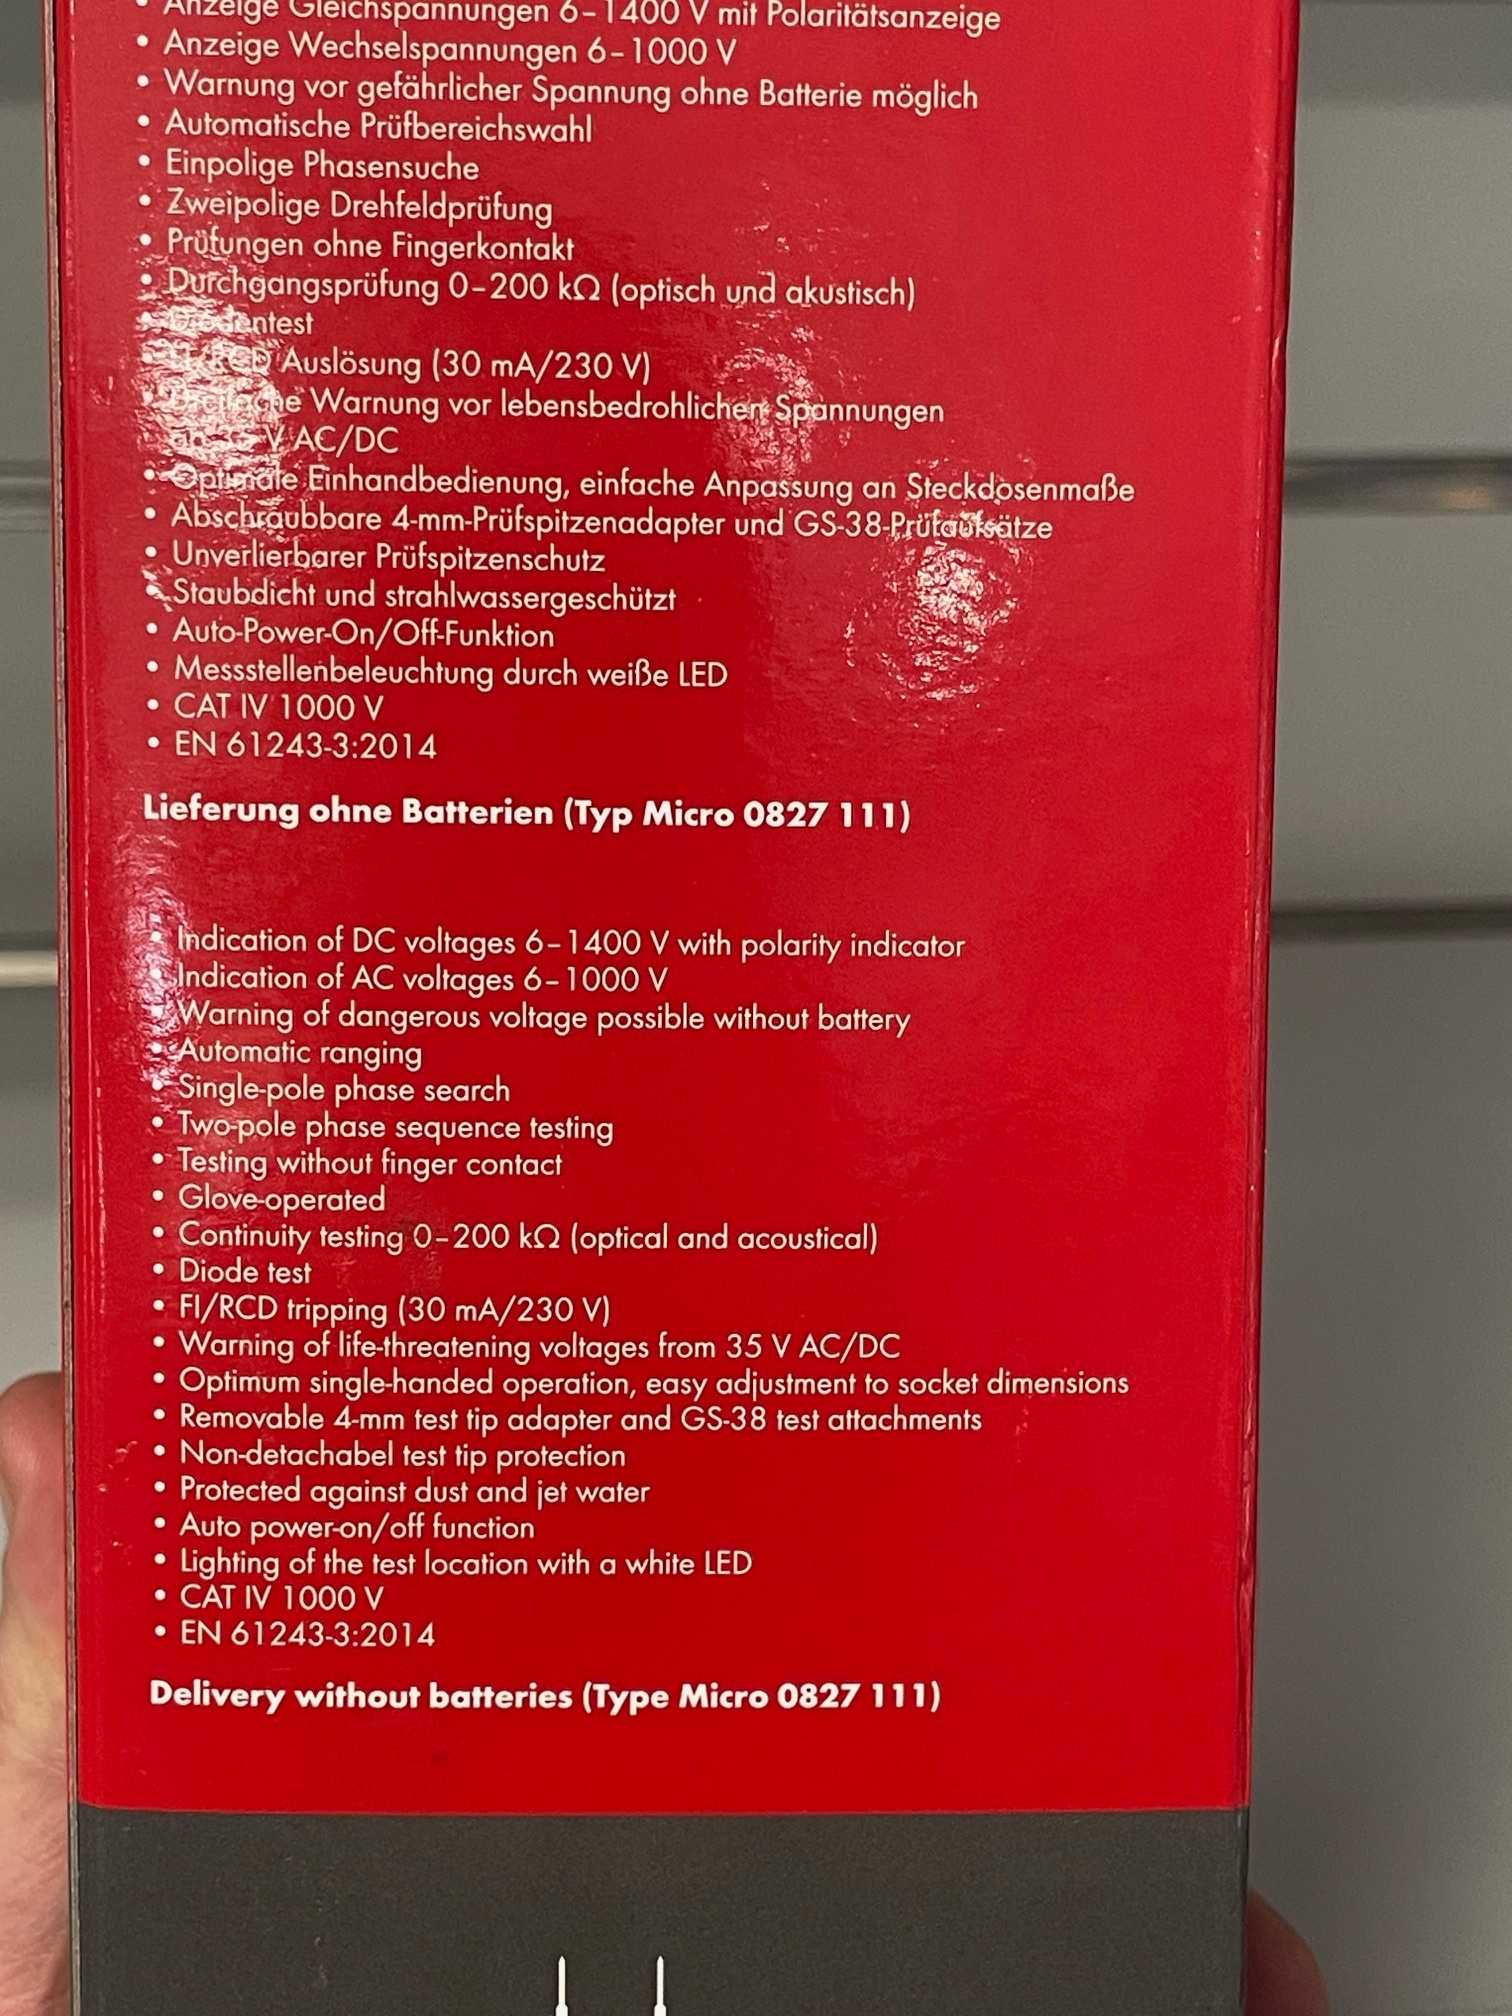 Anzeige Gleichspannungen 6–1400 V mit Polaritätsanzeige
• Anzeige Wechselspannungen 6–1000 V
• Warnung vor gefährlicher Spannung ohne Batterie möglich
• Automatische Prüfbereichswahl
• Einpolige Phasensuche
• Zweipolige Drehfeldprüfung
• Prüfungen ohne Fingerkontakt
• Durchgangsprüfung 0–200 kΩ (optisch und akustisch)
• Diodentest
• FI/RCD Auslösung (30 mA/230 V)
Warnung vor lebensbedrohlichen Spannungen
V AC/DC
• Optimale Einhandbedienung, einfache Anpassung an Steckdosenmaße
• Abschraubbare 4-mm-Prüfspitzenadapter und GS-38-Prüfaufsätze
• Unverlierbarer Prüfspitzenschutz
• Staubdicht und strahlwassergeschützt
• Auto-Power-On/Off-Funktion
• Messstellenbeleuchtung durch weiße LED
• CAT IV 1000 V
• EN 61243-3:2014
Lieferung ohne Batterien (Typ Micro 0827 111)
• Indication of DC voltages 6–1400 V with polarity indicator
• Indication of AC voltages 6–1000 V
• Warning of dangerous voltage possible without battery
• Automatic ranging
• Single-pole phase search
• Two-pole phase sequence testing
• Testing without finger contact
• Glove-operated
• Continuity testing 0–200 kΩ (optical and acoustical)
• Diode test
• FI/RCD tripping (30 mA/230 V)
• Warning of life-threatening voltages from 35 V AC/DC
• Optimum single-handed operation, easy adjustment to socket dimensions
• Removable 4-mm test tip adapter and GS-38 test attachments
• Non-detachabel test tip protection
• Protected against dust and jet water
• Auto power-on/off function
• Lighting of the test location with a white LED
• CAT IV 1000 V
• EN 61243-3:2014
Delivery without batteries (Type Micro 0827 111)